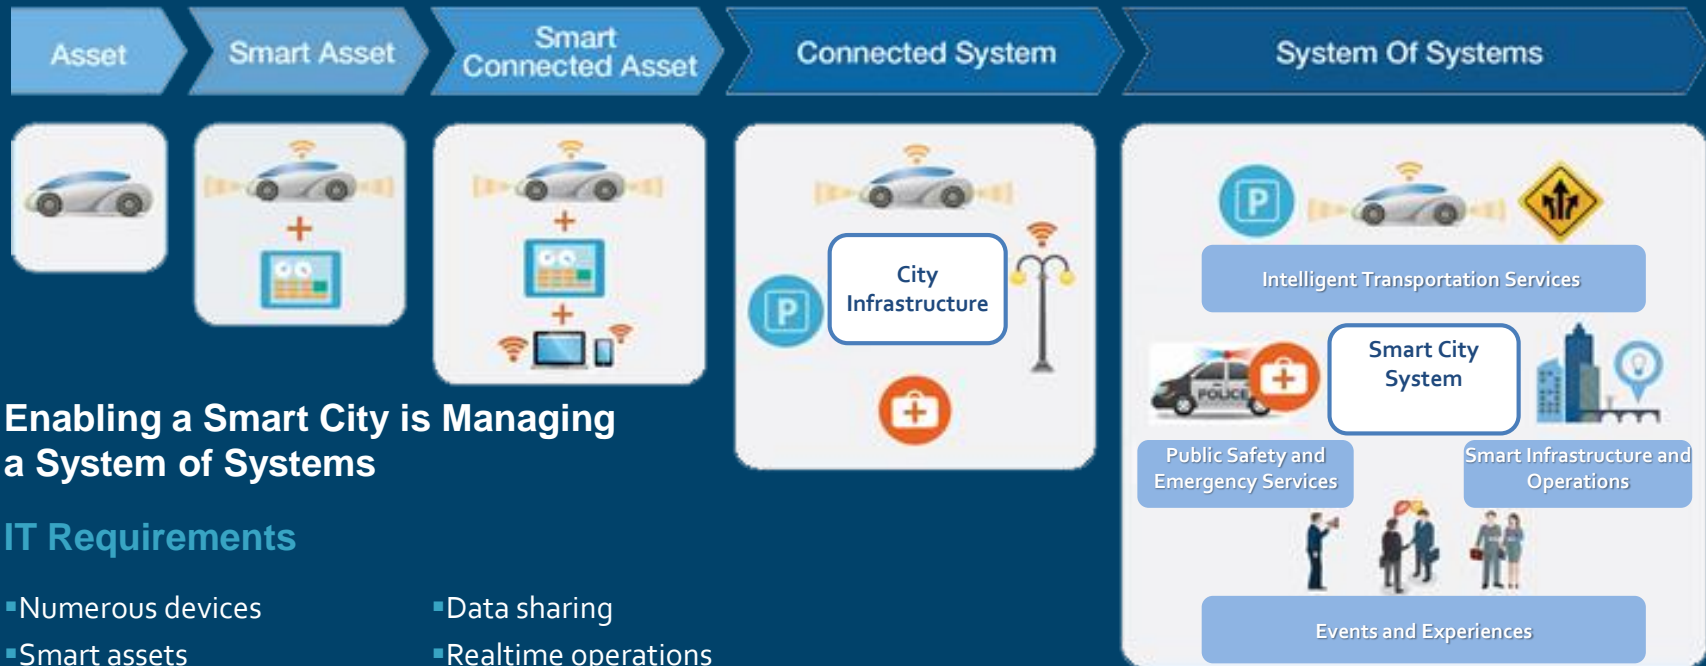 Asset
Smart Asset
Smart
Connected Asset
Connected System
System Of Systems
P
City
Infrastructure
P
Intelligent Transportation Services
POLICE
Smart City
System
Public Safety and
Emergency Services
Smart Infrastructure and
Operations
Events and Experiences
Enabling a Smart City is Managing
a System of Systems
IT Requirements
▪Numerous devices
▪Smart assets
▪Data sharing
▪Realtime operations